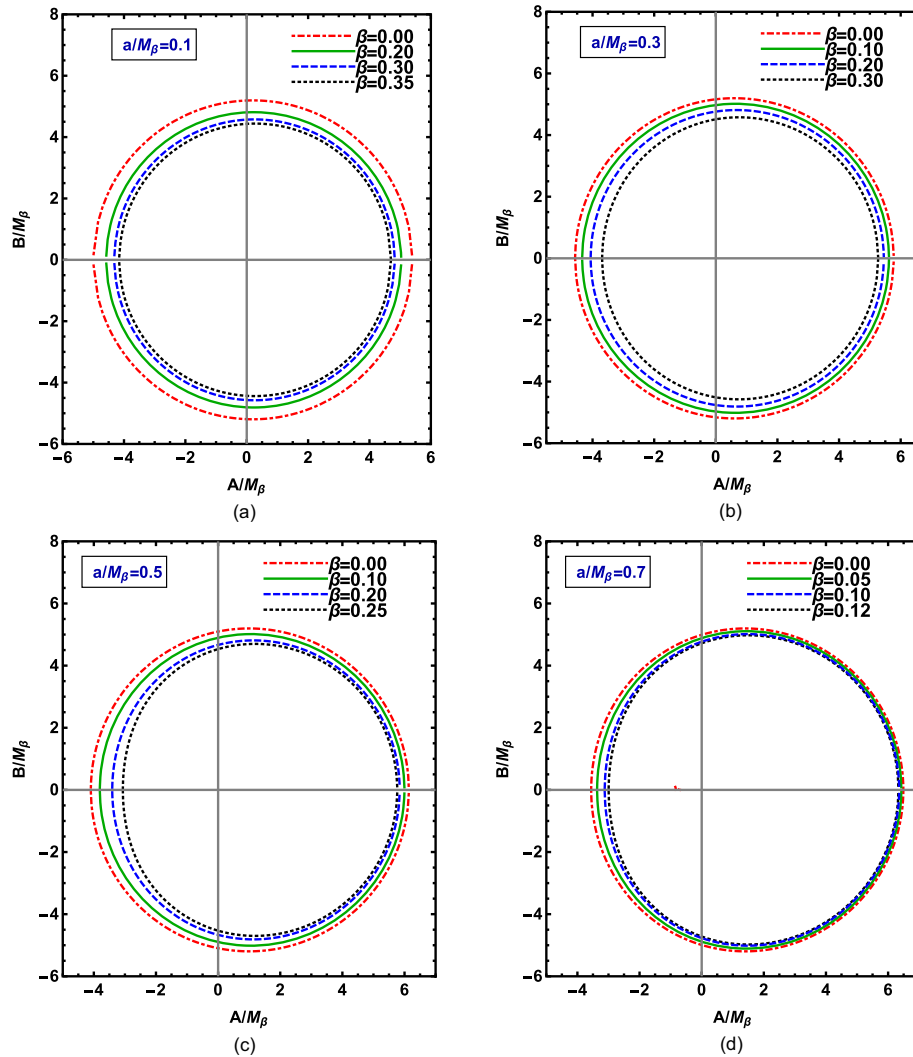 a/Mβ=0.1
β=0.00
β=0.20
β=0.30
β=0.35
8
6
4
2
0
−2
−4
−6
B/Mβ
−6 −4 −2 0 2 4 6
A/Mβ
(a)
a/Mβ=0.3
β=0.00
β=0.10
β=0.20
β=0.30
8
6
4
2
0
−2
−4
−6
B/Mβ
−4 −2 0 2 4 6
A/Mβ
(b)
a/Mβ=0.5
β=0.00
β=0.10
β=0.20
β=0.25
8
6
4
2
0
−2
−4
−6
B/Mβ
−4 −2 0 2 4 6
A/Mβ
(c)
a/Mβ=0.7
β=0.00
β=0.05
β=0.10
β=0.12
8
6
4
2
0
−2
−4
−6
B/Mβ
−4 −2 0 2 4 6
A/Mβ
(d)